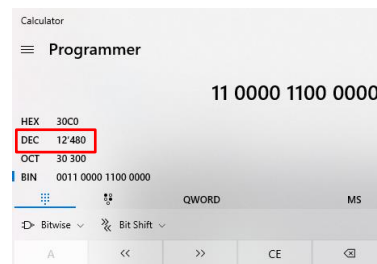 Calculator
Programmer
11 0000 1100 0000
HEX 30C0
DEC 12'480
OCT 30 300
BIN 0011 0000 1100 0000
QWORD MS
Bitwise Bit Shift
A << >> CE